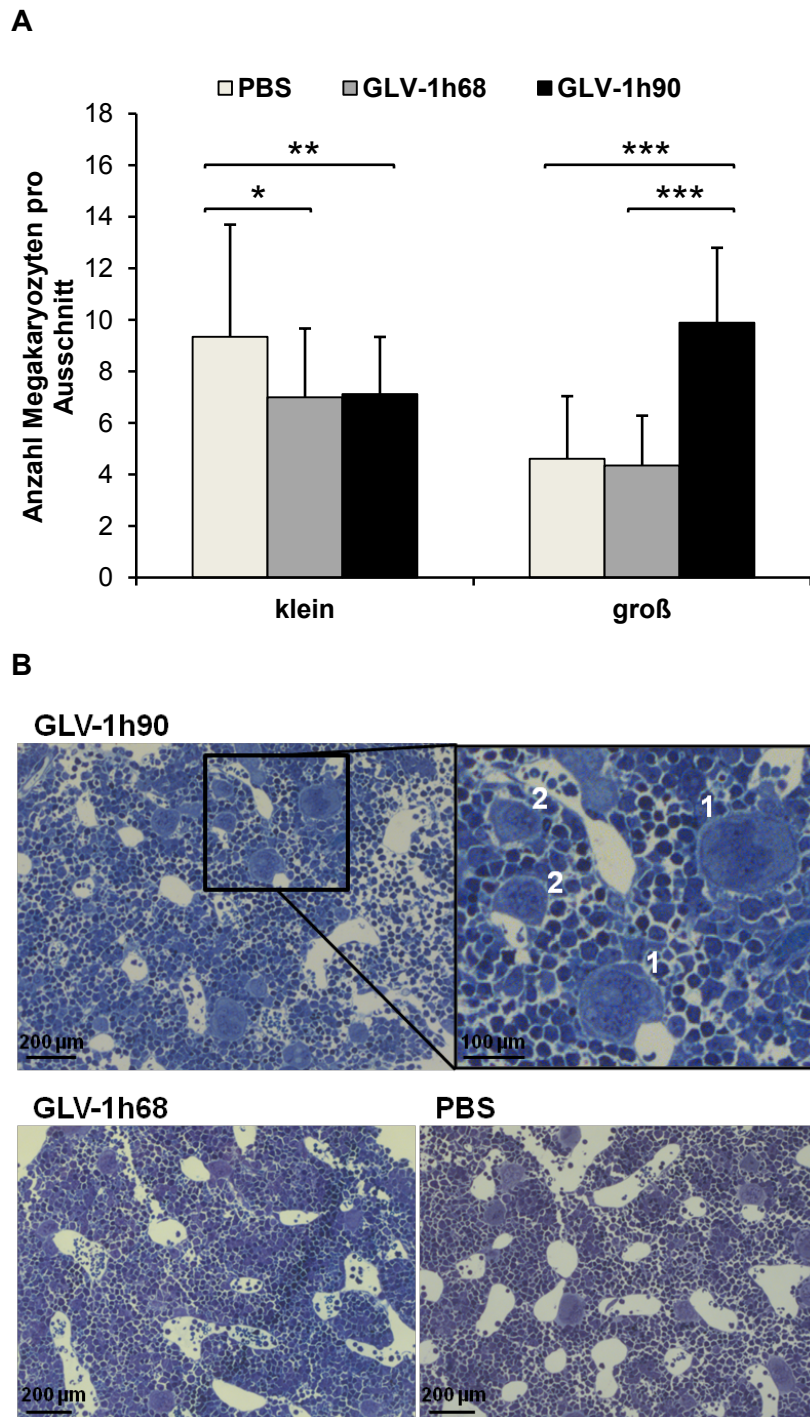 A
PBS GLV-1h68 GLV-1h90
Anzahl Megakaryozyten pro
Ausschnitt
18
16
14
12
10
8
6
4
2
0
**
*
***
***
klein groß
B
GLV-1h90
2
1
2
1
200 µm
100 µm
GLV-1h68 PBS
200 µm
200 µm